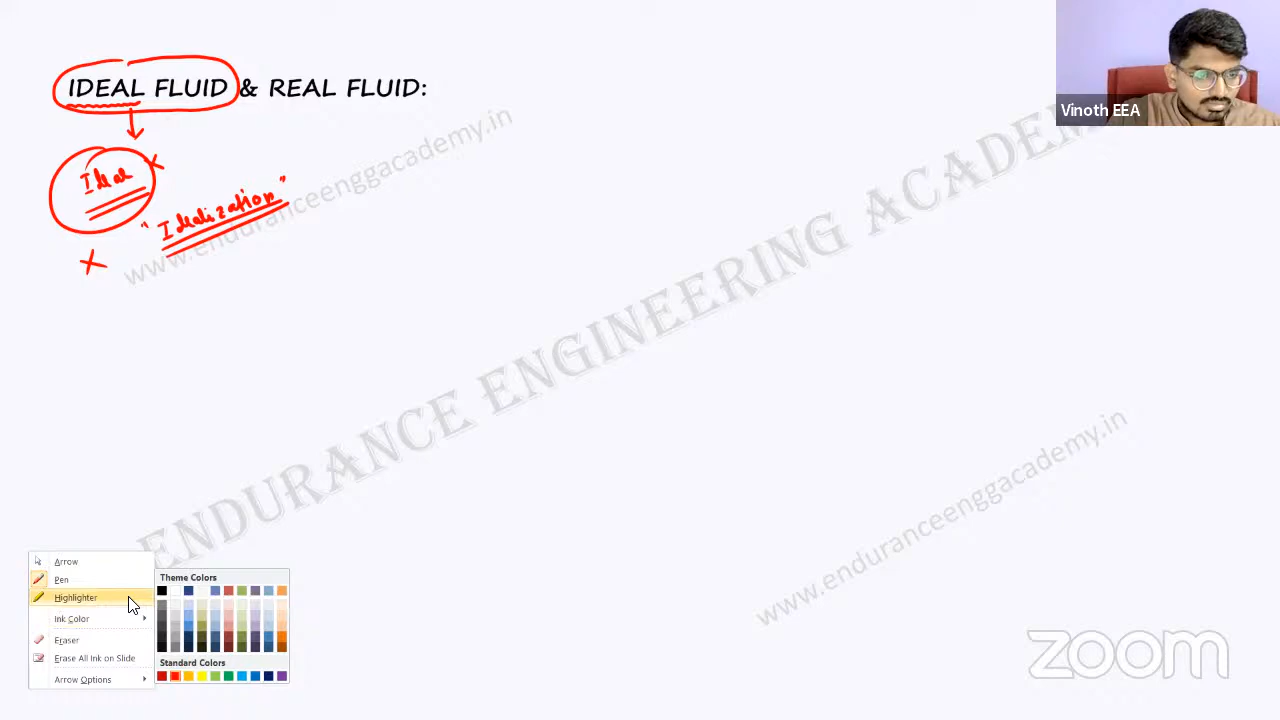 IDEAL FLUID & REAL FLUID:
Ideal
"Idealization"
www.enduranceenggacademy.in
ENDURANCE ENGINEERING ACADEMY
www.enduranceenggacademy.in
Vinoth EEA
Arrow
Pen
Highlighter
Ink Color
Eraser
Erase All Ink on Slide
Arrow Options
Theme Colors
Standard Colors
zoom